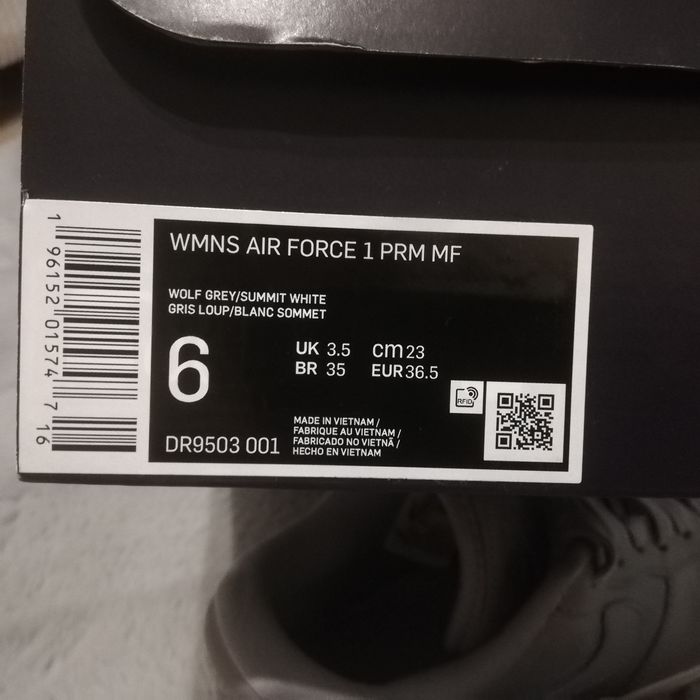 WMNS AIR FORCE 1 PRM MF
WOLF GREY/SUMMIT WHITE
GRIS LOUP/BLANC SOMMET
6
UK 3.5 cm 23
BR 35 EUR 36.5
RFID
DR9503 001
MADE IN VIETNAM /
FABRIQUE AU VIETNAM /
FABRICADO NO VIETNÃ /
HECHO EN VIETNAM
1 96152 01574 7 16